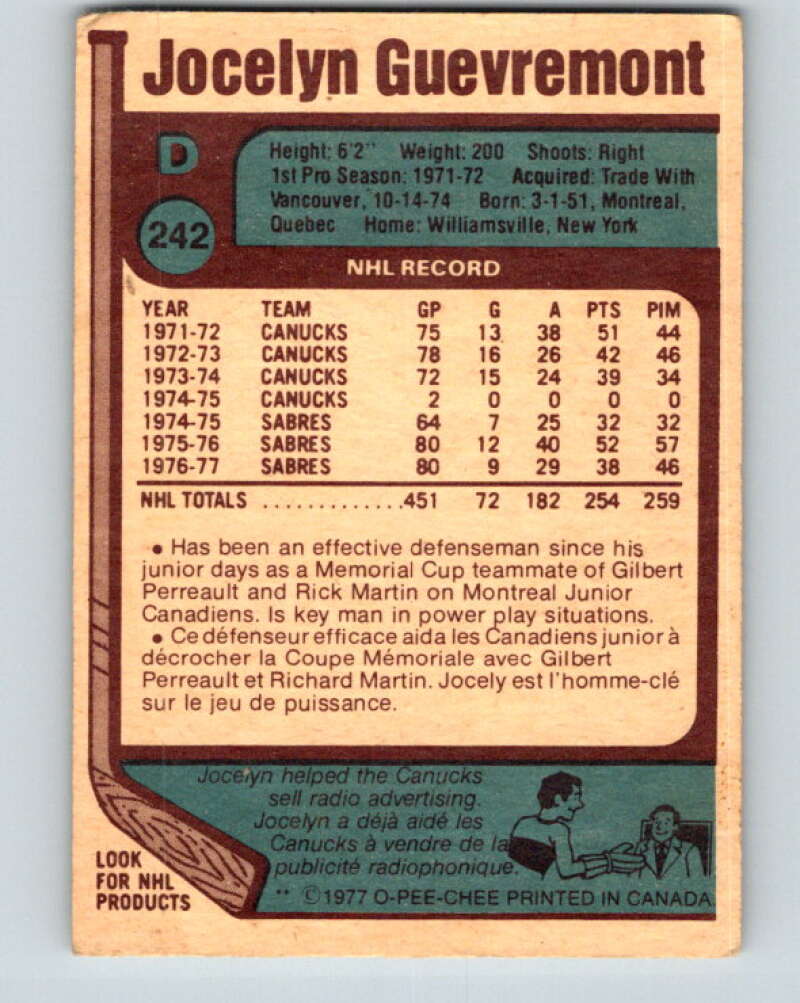 Jocelyn Guevremont
D
Height: 6'2" Weight: 200 Shoots: Right
1st Pro Season: 1971-72 Acquired: Trade With
Vancouver, 10-14-74 Born: 3-1-51, Montreal,
Quebec Home: Williamsville, New York
242
NHL RECORD
YEAR TEAM GP G A PTS PIM
1971-72 CANUCKS 75 13 38 51 44
1972-73 CANUCKS 78 16 26 42 46
1973-74 CANUCKS 72 15 24 39 34
1974-75 CANUCKS 2 0 0 0 0
1974-75 SABRES 64 7 25 32 32
1975-76 SABRES 80 12 40 52 57
1976-77 SABRES 80 9 29 38 46
NHL TOTALS .............451 72 182 254 259
• Has been an effective defenseman since his
junior days as a Memorial Cup teammate of Gilbert
Perreault and Rick Martin on Montreal Junior
Canadiens. Is key man in power play situations.
• Ce défenseur efficace aida les Canadiens junior à
décrocher la Coupe Mémoriale avec Gilbert
Perreault et Richard Martin. Jocely est l'homme-clé
sur le jeu de puissance.
Jocelyn helped the Canucks
sell radio advertising.
Jocelyn a déjà aidé les
Canucks à vendre de la
publicité radiophonique.
LOOK
FOR NHL
PRODUCTS
** ©1977 O-PEE-CHEE PRINTED IN CANADA